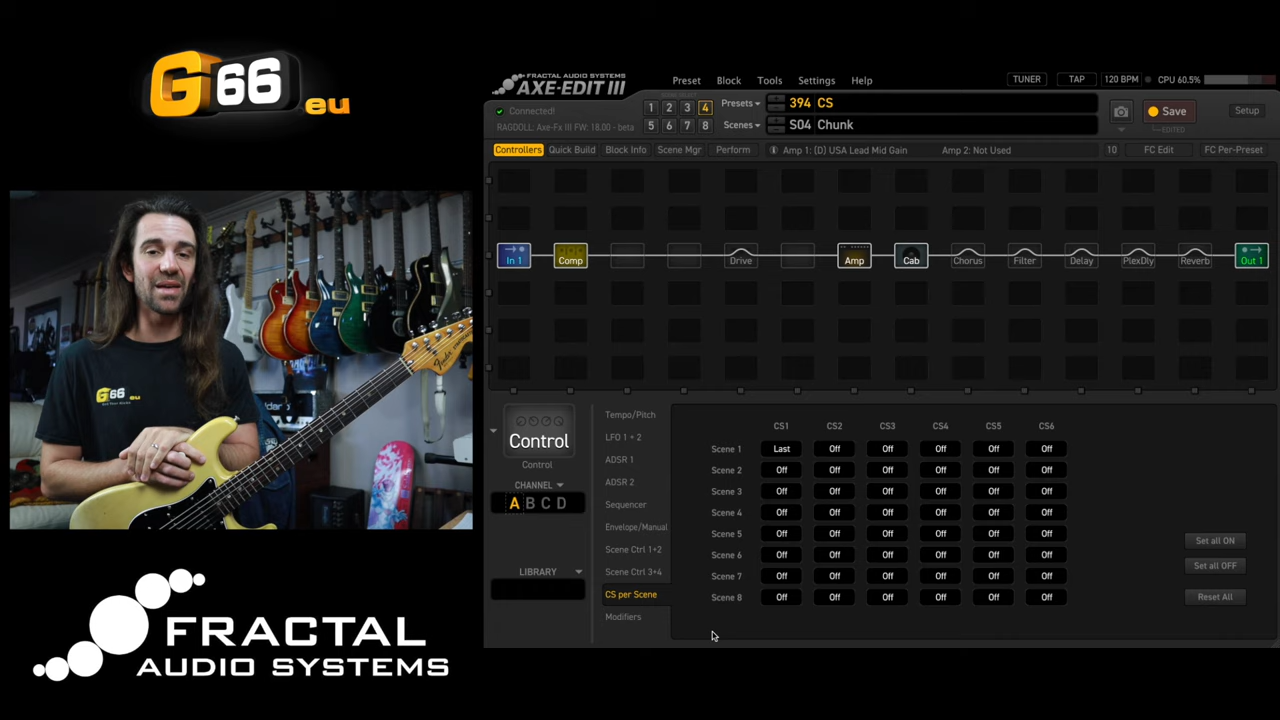 G66.eu
FRACTAL AUDIO SYSTEMS
AXE-EDIT III
Preset Block Tools Settings Help
TUNER TAP 120 BPM CPU 60.5%
1 2 3 4
5 6 7 8
Presets 394 CS
Scenes S04 Chunk
Save
EDITED
Setup
Connected!
RAGDOLL: Axe-Fx III FW: 18.00 - beta
Controllers Quick Build Block Info Scene Mgr Perform Amp 1: (D) USA Lead Mid Gain Amp 2: Not Used 10 FC Edit FC Per-Preset
In 1 Comp Drive Amp Cab Chorus Filter Delay PlexDly Reverb Out 1
Control
Control
CHANNEL
A B C D
LIBRARY
Tempo/Pitch
LFO 1 + 2
ADSR 1
ADSR 2
Sequencer
Envelope/Manual
Scene Ctrl 1+2
Scene Ctrl 3+4
CS per Scene
Modifiers
CS1 CS2 CS3 CS4 CS5 CS6
Scene 1 Last Off Off Off Off Off
Scene 2 Off Off Off Off Off Off
Scene 3 Off Off Off Off Off Off
Scene 4 Off Off Off Off Off Off
Scene 5 Off Off Off Off Off Off
Scene 6 Off Off Off Off Off Off
Scene 7 Off Off Off Off Off Off
Scene 8 Off Off Off Off Off Off
Set all ON
Set all OFF
Reset All
G66.eu
Fender
FRACTAL
AUDIO SYSTEMS